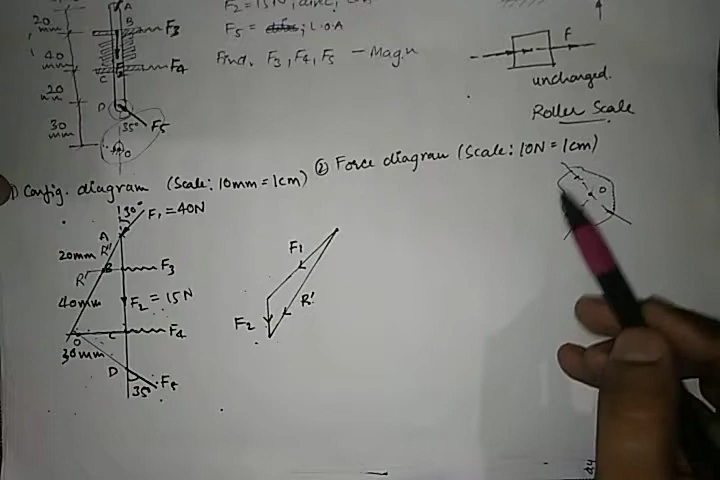 F₂ = 15N,
F₅ = ; L.O.A
Find. F₃, F₄, F₅ - Magn
20
mm
40
mm
20
mm
30
mm
A
B
C
D
O
F₃
F₄
F₅
35°
F
uncharged.
Roller Scale
1) Config. diagram (Scale: 10mm = 1cm)
② Force diagram (Scale: 10N = 1cm)
30°
F₁ = 40N
A
20mm
R'
R'
B
F₃
40mm
F₂ = 15N
O
C
F₄
30mm
D
F₅
35°
F₁
F₂
R'
O